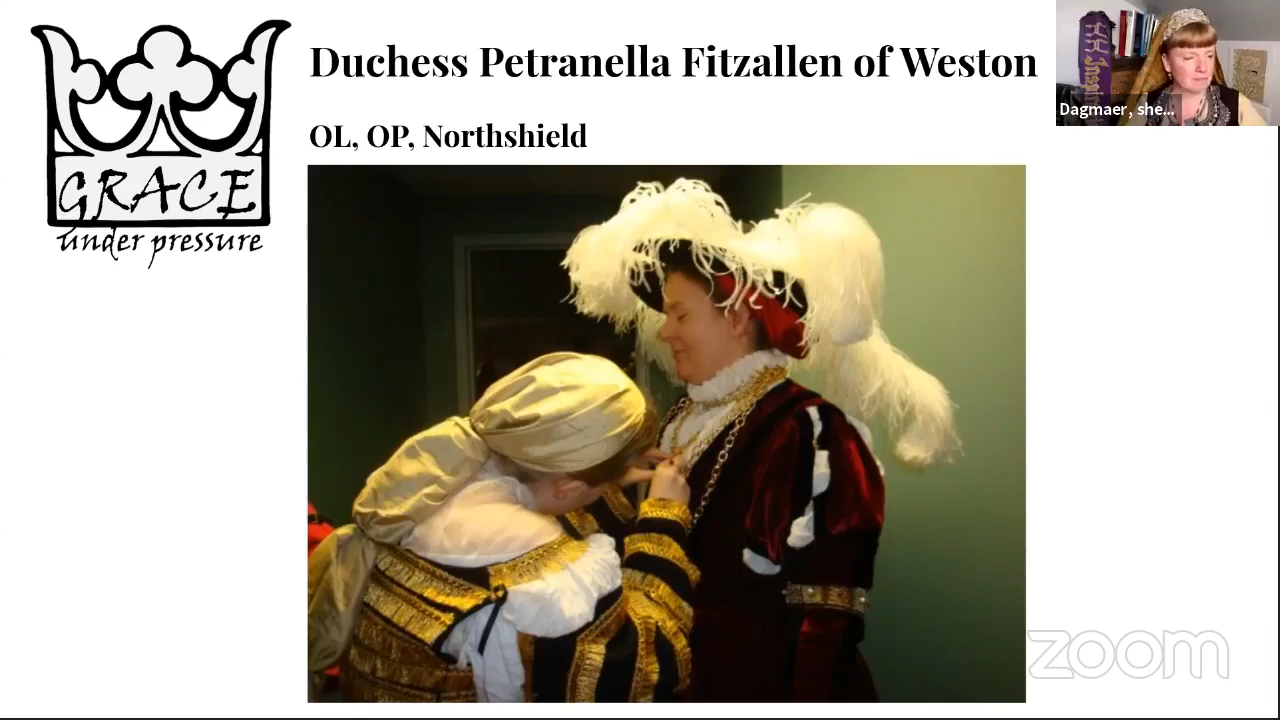 Duchess Petranella Fitzallen of Weston
OL, OP, Northshield
GRACE
under pressure
Dagmaer, she...
zoom